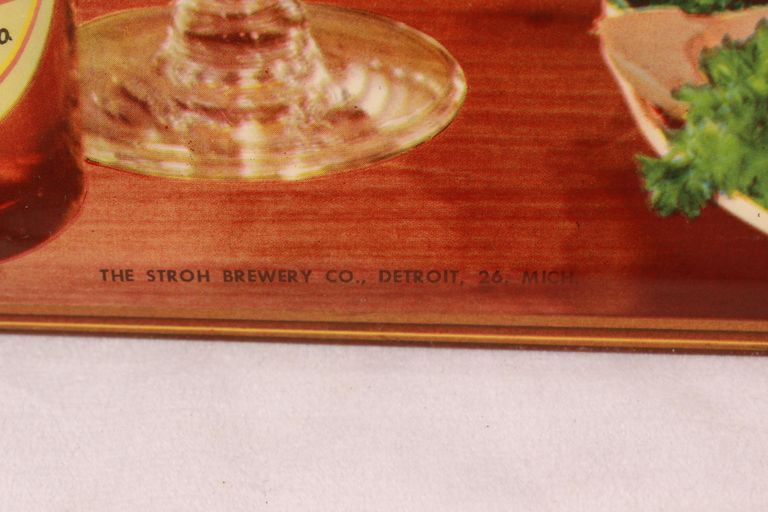 THE STROH BREWERY CO., DETROIT, 26. MICH.